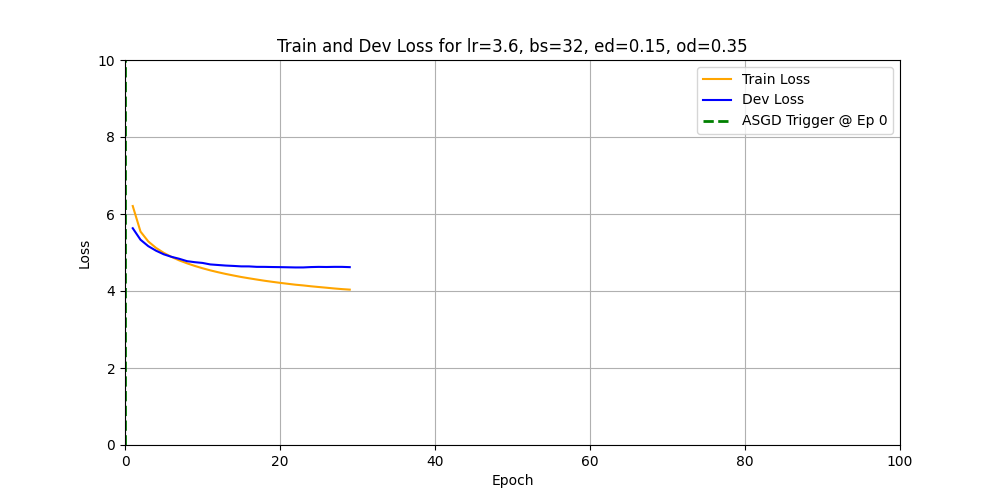 Train and Dev Loss for lr=3.6, bs=32, ed=0.15, od=0.35
Train Loss
Dev Loss
ASGD Trigger @ Ep 0
10
8
6
4
2
0
Loss
0 20 40 60 80 100
Epoch